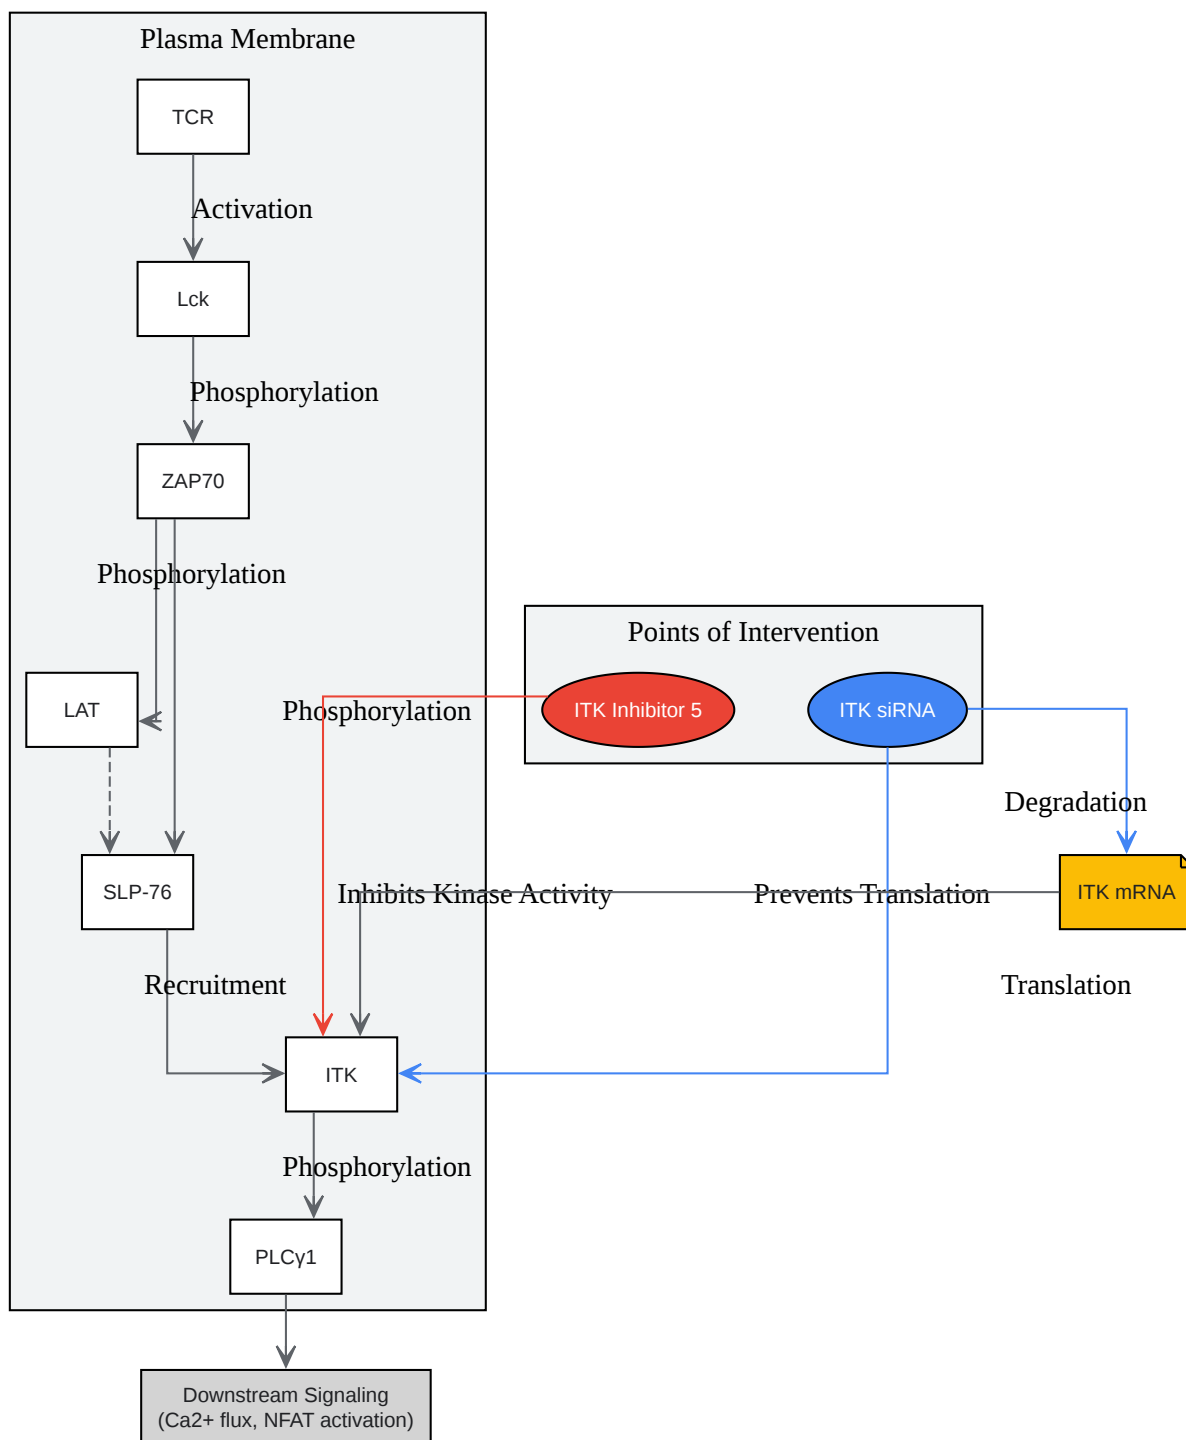 Plasma Membrane
TCR
Activation
Lck
Phosphorylation
ZAP70
Phosphorylation
Points of Intervention
LAT
Phosphorylation
ITK Inhibitor 5
ITK siRNA
Degradation
SLP-76
Inhibits Kinase Activity
Prevents Translation
ITK mRNA
Recruitment
Translation
ITK
Phosphorylation
PLCγ1
Downstream Signaling
(Ca2+ flux, NFAT activation)